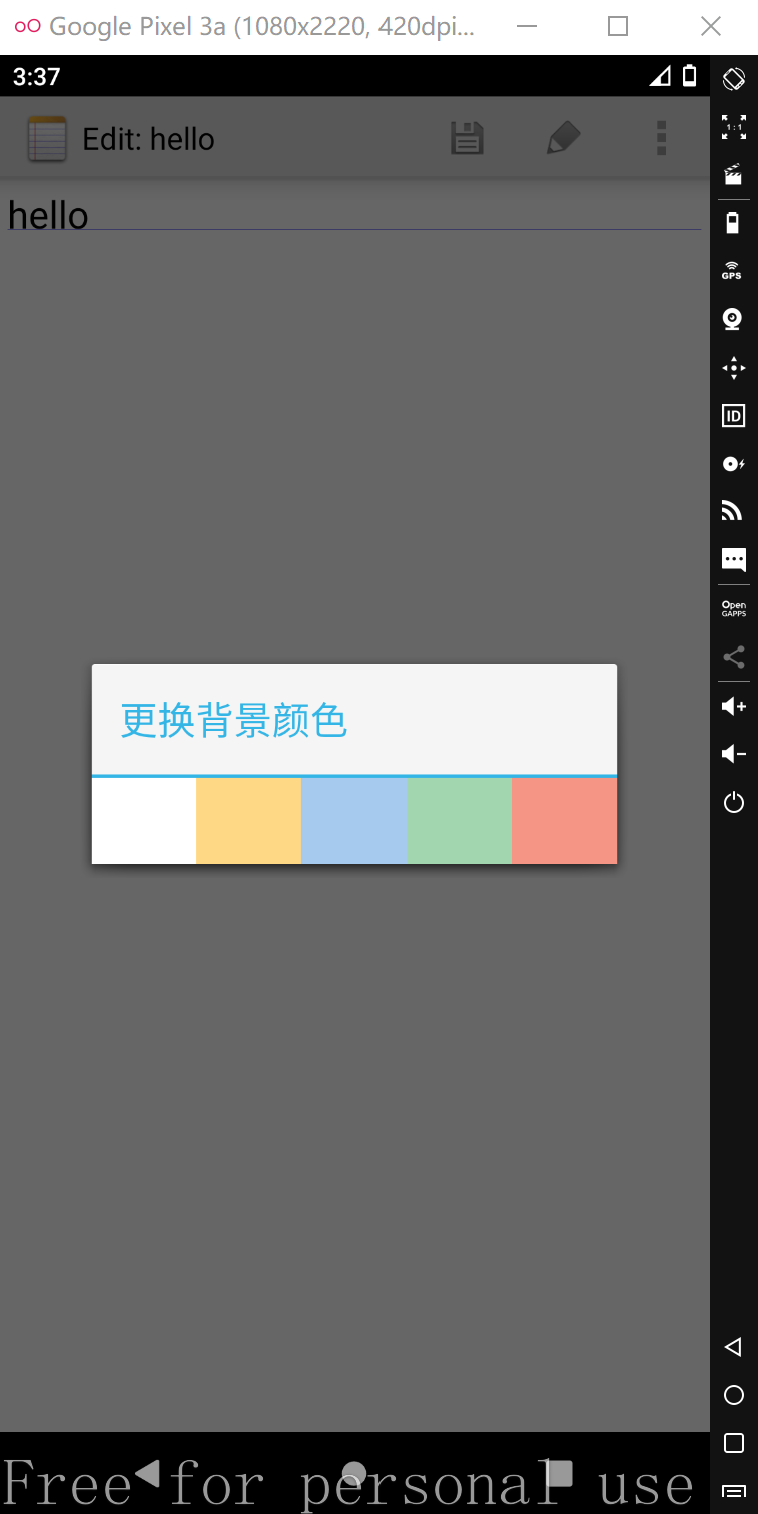 Google Pixel 3a (1080x2220, 420dpi...
3:37
Edit: hello
hello
1:1
GPS
ID
Open
GAPPS
更换背景颜色
Free for personal use